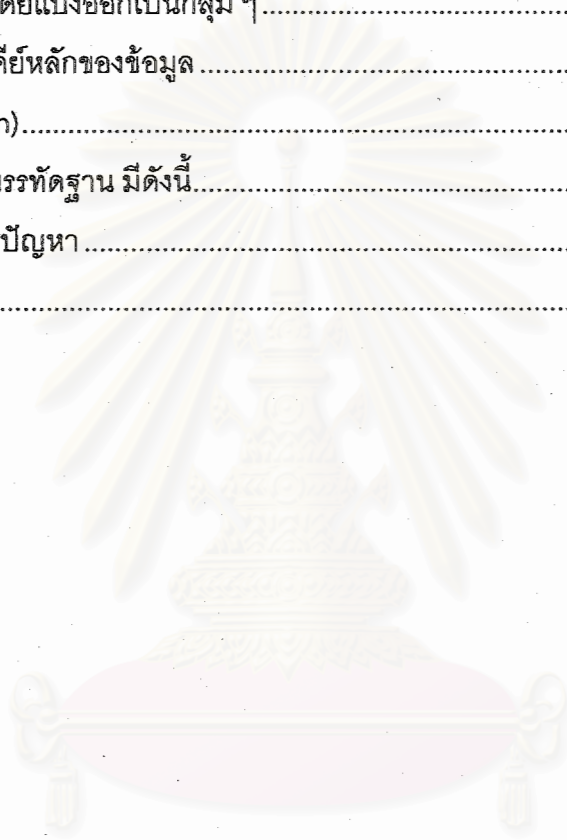 ดยแบ่งออกเป็นกลุ่ม ๆ................................................
คีย์หลักของข้อมูล................................................
า)................................................
บรรทัดฐาน มีดังนี้................................................
ปัญหา................................................
................................................